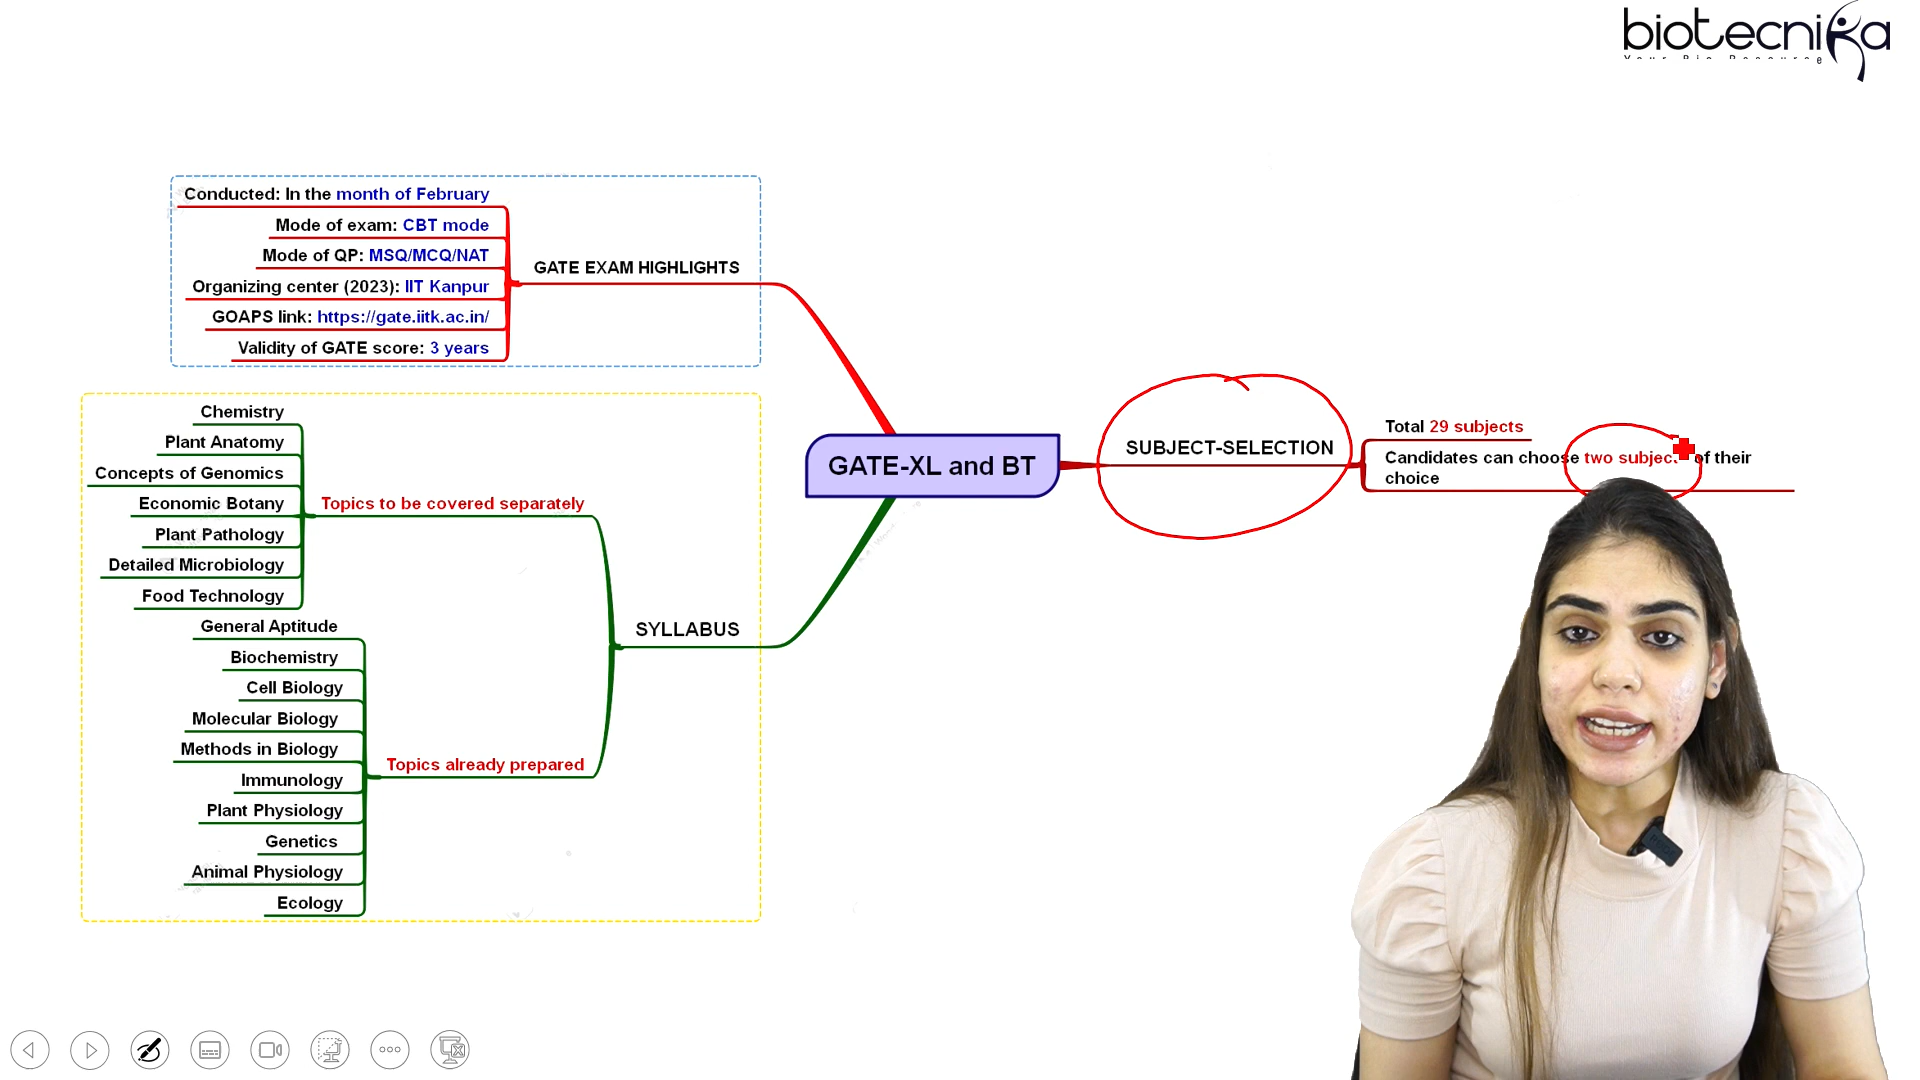 biotecnika
Your Bio Resource
Conducted: In the month of February
Mode of exam: CBT mode
Mode of QP: MSQ/MCQ/NAT
Organizing center (2023): IIT Kanpur
GOAPS link: https://gate.iitk.ac.in/
Validity of GATE score: 3 years
GATE EXAM HIGHLIGHTS
Chemistry
Plant Anatomy
Concepts of Genomics
Economic Botany
Plant Pathology
Detailed Microbiology
Food Technology
Topics to be covered separately
General Aptitude
Biochemistry
Cell Biology
Molecular Biology
Methods in Biology
Immunology
Plant Physiology
Genetics
Animal Physiology
Ecology
Topics already prepared
SYLLABUS
GATE-XL and BT
SUBJECT-SELECTION
Total 29 subjects
Candidates can choose two subject of their
choice